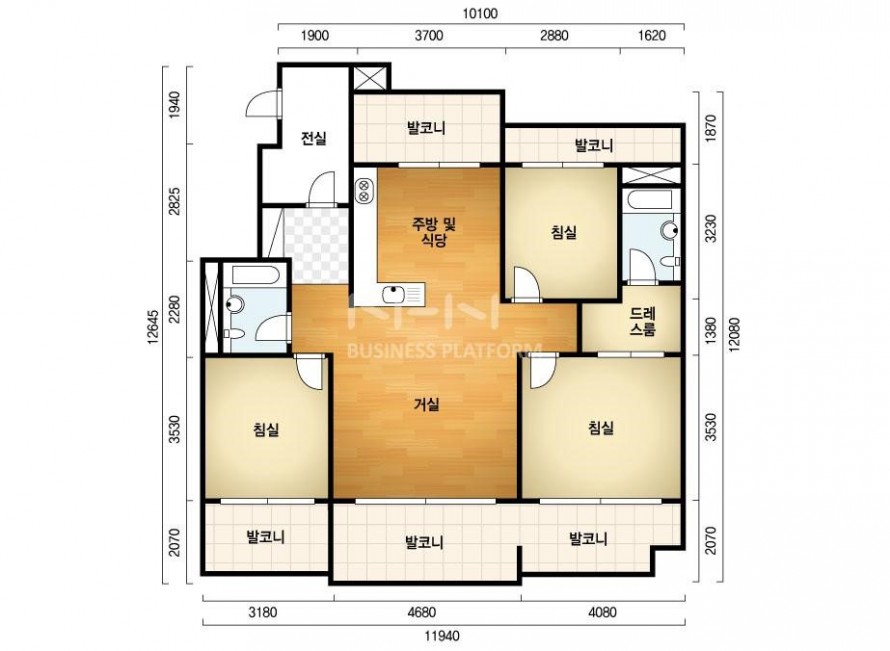 10100
1900
3700
2880
1620
1940
2825
2280
3530
2070
12645
1870
3230
1380
3530
2070
12080
전실
발코니
발코니
주방 및
식당
침실
드레
스룸
NHN
BUSINESS PLATFORM
거실
침실
침실
발코니
발코니
발코니
3180
4680
4080
11940